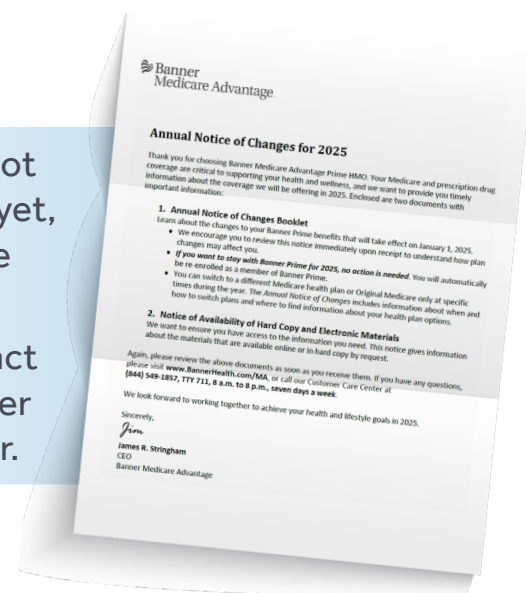 ot
yet,
e
act
er
r.
Banner
Medicare Advantage
Annual Notice of Changes for 2025
Thank you for choosing Banner Medicare Advantage Prime HMO. Your Medicare and prescription drug
coverage are critical to supporting your health and wellness, and we want to provide you timely
information about the coverage we will be offering in 2025. Enclosed are two documents with
important information:
1. Annual Notice of Changes Booklet
Learn about the changes to your Banner Prime benefits that will take effect on January 1, 2025.
• We encourage you to review this notice immediately upon receipt to understand how plan
changes may affect you.
• If you want to stay with Banner Prime for 2025, no action is needed. You will automatically
be re-enrolled as a member of Banner Prime.
• You can switch to a different Medicare health plan or Original Medicare only at specific
times during the year. The Annual Notice of Changes includes information about when and
how to switch plans and where to find information about your health plan options.
2. Notice of Availability of Hard Copy and Electronic Materials
We want to ensure you have access to the information you need. This notice gives information
about the materials that are available online or in hard copy by request.
Again, please review the above documents as soon as you receive them. If you have any questions,
please visit www.BannerHealth.com/MA, or call our Customer Care Center at
(844) 549-1857, TTY 711, 8 a.m. to 8 p.m., seven days a week.
We look forward to working together to achieve your health and lifestyle goals in 2025.
Sincerely,
Jim
James R. Stringham
CEO
Banner Medicare Advantage